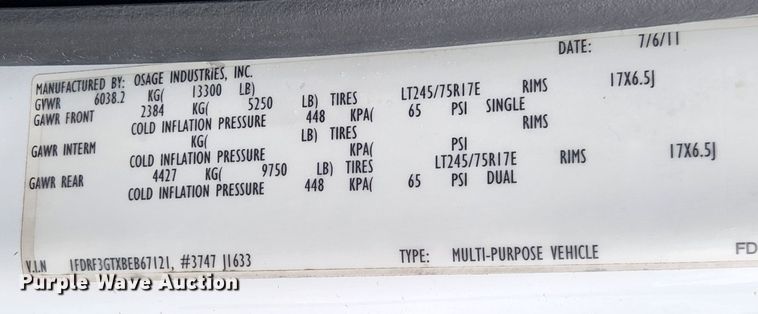 DATE: 7/6/11
MANUFACTURED BY: OSAGE INDUSTRIES, INC.
GVWR 6038.2 KG( 13300 LB)
GAWR FRONT 2384 KG( 5250 LB) TIRES LT245/75R17E RIMS 17X6.5J
COLD INFLATION PRESSURE 448 KPA( 65 PSI SINGLE
GAWR INTERM KG( LB) TIRES RIMS
COLD INFLATION PRESSURE KPA( PSI
GAWR REAR 4427 KG( 9750 LB) TIRES LT245/75R17E RIMS 17X6.5J
COLD INFLATION PRESSURE 448 KPA( 65 PSI DUAL
V.I.N 1FDRF3GTXBEB67121, #3747 J1633 TYPE: MULTI-PURPOSE VEHICLE FD
Purple Wave Auction